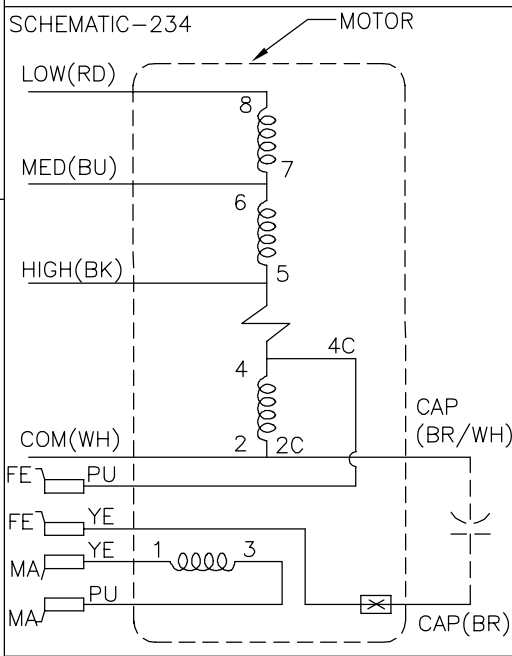 SCHEMATIC-234
MOTOR
LOW(RD)
8
7
MED(BU)
6
5
HIGH(BK)
4C
4
CAP
(BR/WH)
COM(WH)
2 2C
FE PU
FE YE
MA YE 1 3
MA PU
CAP(BR)